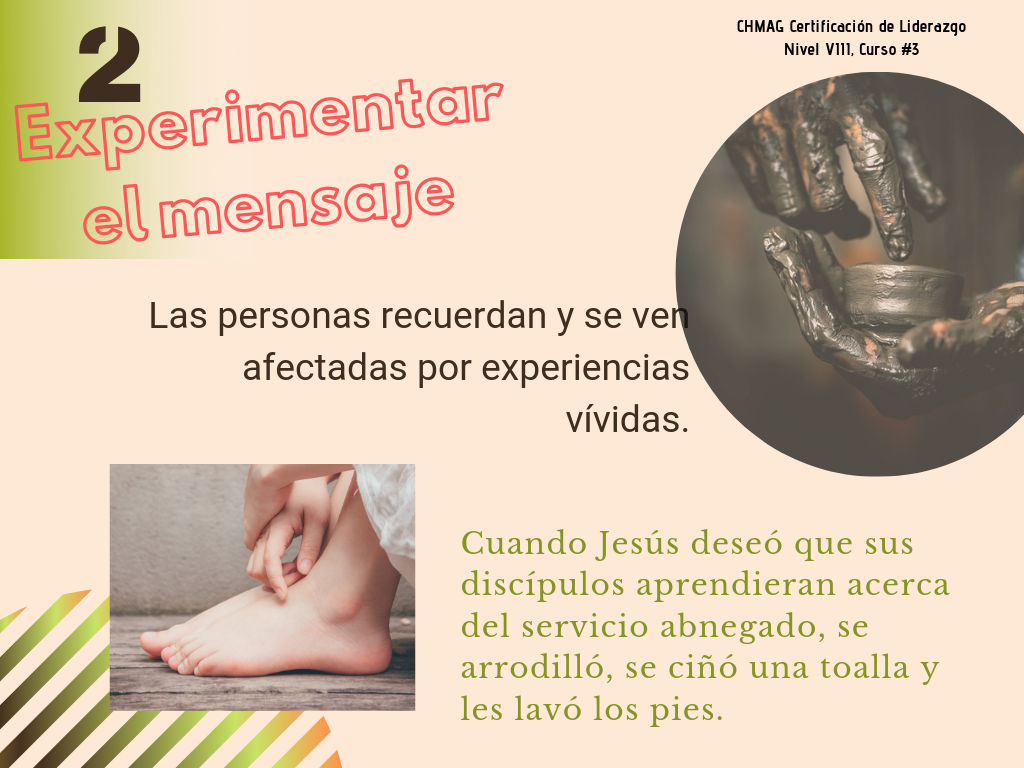 CHMAG Certificación de Liderazgo
Nivel V111, Curso #3
2
Experimentar
el mensaje
Las personas recuerdan y se ven
afectadas por experiencias
vívidas.
Cuando Jesús deseó que sus
discípulos aprendieran acerca
del servicio abnegado, se
arrodilló, se ciñó una toalla y
les lavó los pies.